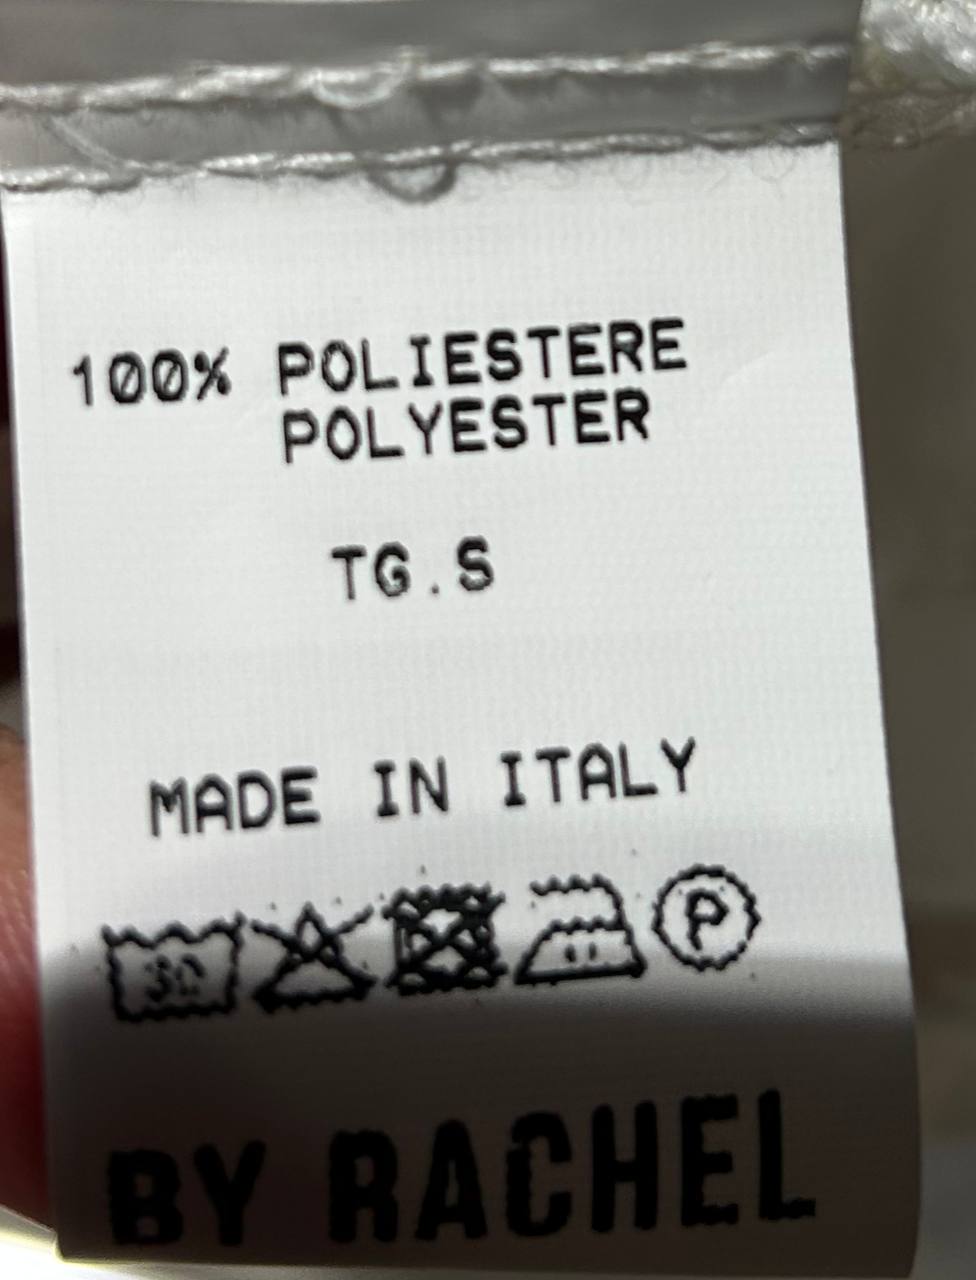 100% POLIESTERE
POLYESTER
TG.S
MADE IN ITALY
30 P
BY RACHEL